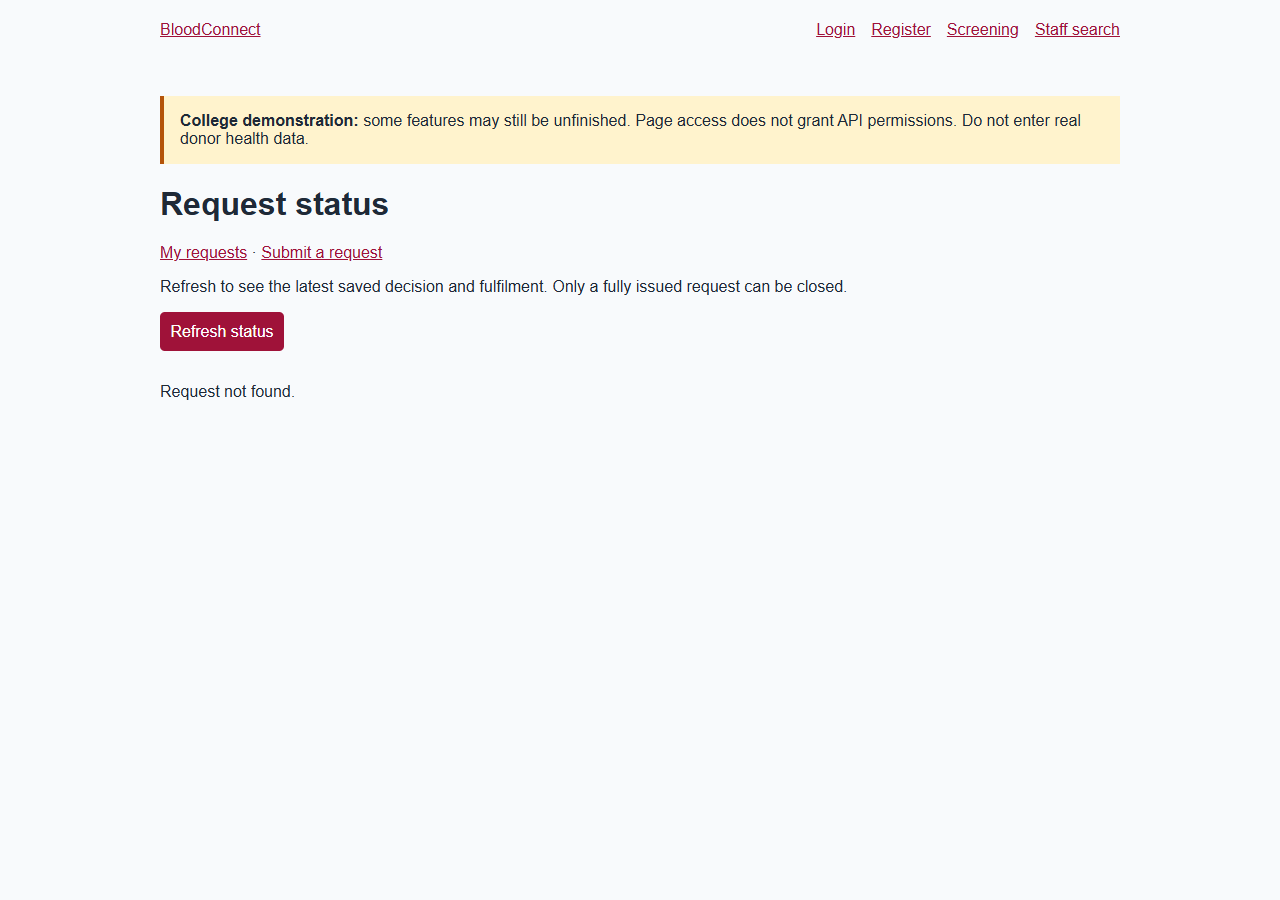 BloodConnect
Login Register Screening Staff search
College demonstration: some features may still be unfinished. Page access does not grant API permissions. Do not enter real
donor health data.
Request status
My requests · Submit a request
Refresh to see the latest saved decision and fulfilment. Only a fully issued request can be closed.
Refresh status
Request not found.